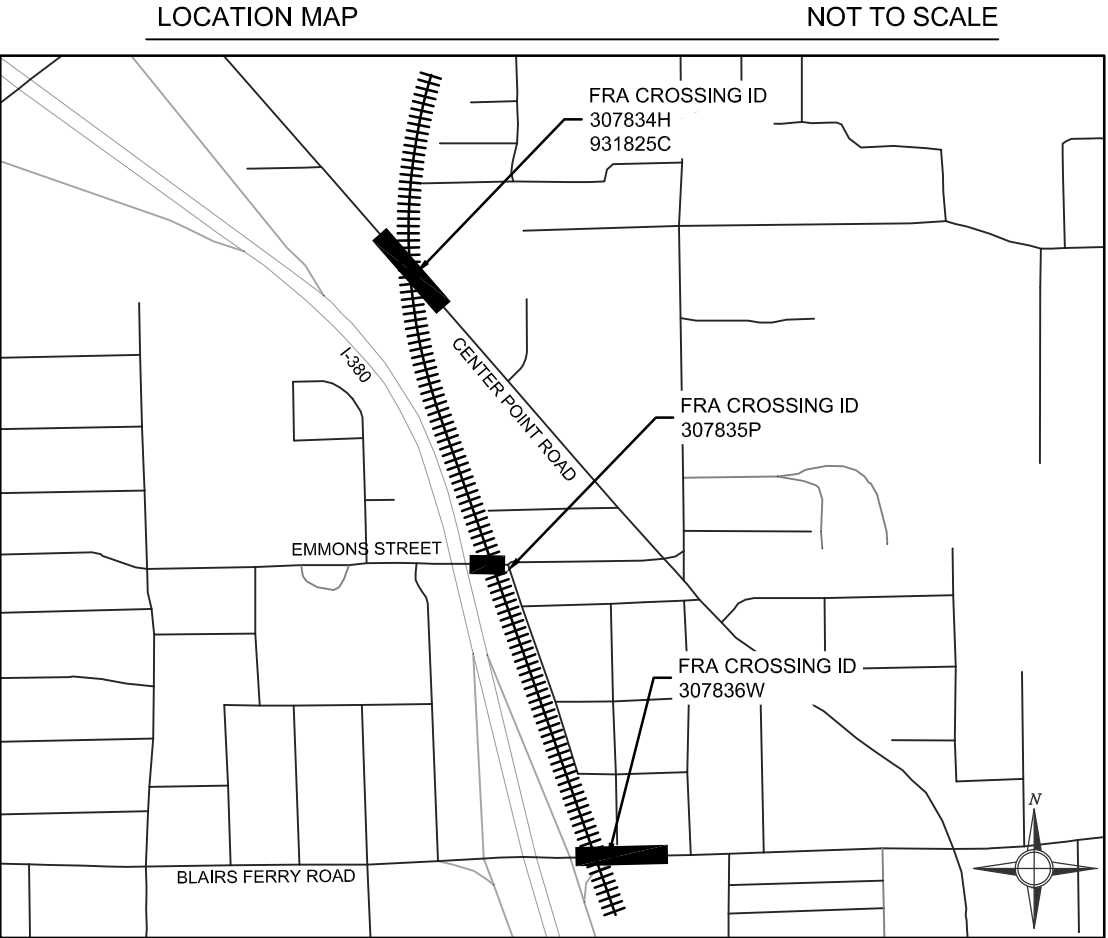 LOCATION MAP NOT TO SCALE
FRA CROSSING ID
307834H
931825C
I-380
CENTER POINT ROAD
FRA CROSSING ID
307835P
EMMONS STREET
FRA CROSSING ID
307836W
N
BLAIRS FERRY ROAD